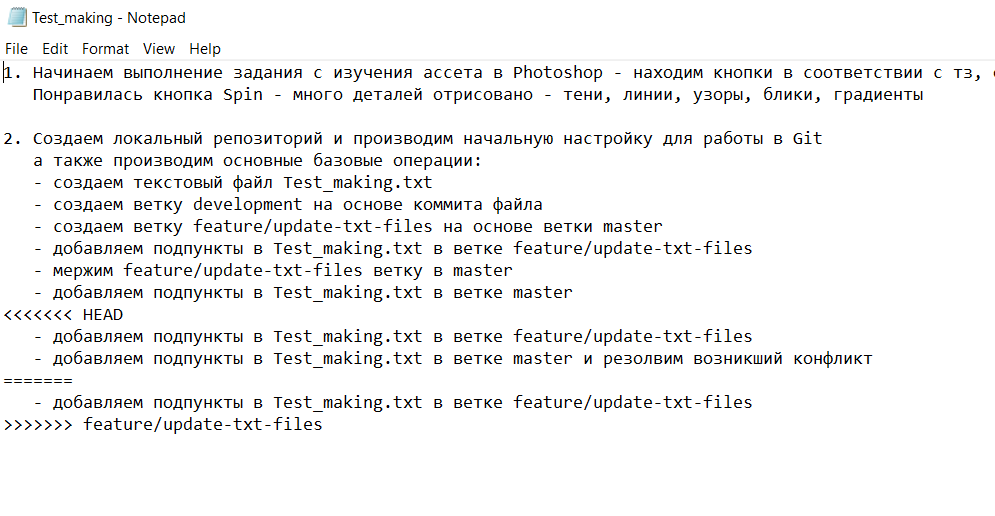 Test_making - Notepad
File Edit Format View Help
1. Начинаем выполнение задания с изучения ассета в Photoshop - находим кнопки в соответствии с тз,
Понравилась кнопка Spin - много деталей отрисовано - тени, линии, узоры, блики, градиенты
2. Создаем локальный репозиторий и производим начальную настройку для работы в Git
а также производим основные базовые операции:
- создаем текстовый файл Test_making.txt
- создаем ветку development на основе коммита файла
- создаем ветку feature/update-txt-files на основе ветки master
- добавляем подпункты в Test_making.txt в ветке feature/update-txt-files
- мержим feature/update-txt-files ветку в master
- добавляем подпункты в Test_making.txt в ветке master
<<<<<<< HEAD
- добавляем подпункты в Test_making.txt в ветке feature/update-txt-files
- добавляем подпункты в Test_making.txt в ветке master и резолвим возникший конфликт
=======
- добавляем подпункты в Test_making.txt в ветке feature/update-txt-files
>>>>>>> feature/update-txt-files